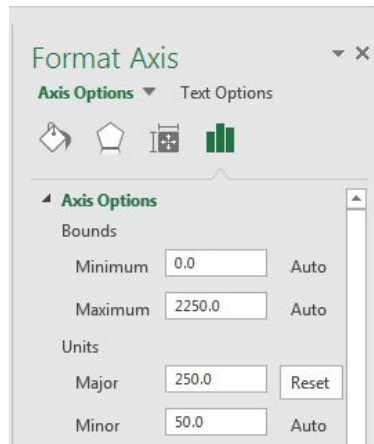 Format Axis
Axis Options Text Options
Axis Options
Bounds
Minimum 0.0 Auto
Maximum 2250.0 Auto
Units
Major 250.0 Reset
Minor 50.0 Auto